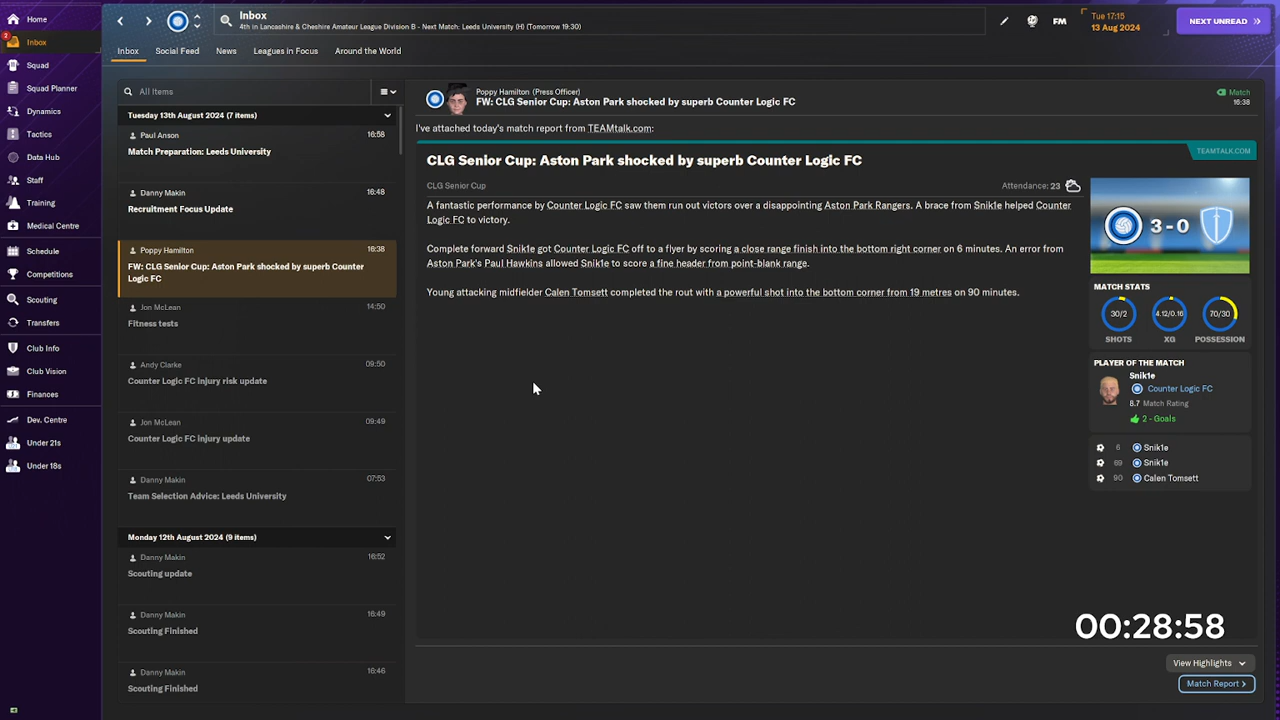 Home
2
Inbox
Squad
Squad Planner
Dynamics
Tactics
Data Hub
Staff
Training
Medical Centre
Schedule
Competitions
Scouting
Transfers
Club Info
Club Vision
Finances
Dev. Centre
Under 21s
Under 18s
Inbox
4th in Lancashire & Cheshire Amateur League Division B - Next Match: Leeds University (H) (Tomorrow 19:30)
FM
Tue 17:15
13 Aug 2024
NEXT UNREAD
Inbox Social Feed News Leagues in Focus Around the World
All Items
Tuesday 13th August 2024 (7 items)
Paul Anson 16:58
Match Preparation: Leeds University
Danny Makin 16:48
Recruitment Focus Update
Poppy Hamilton 16:38
FW: CLG Senior Cup: Aston Park shocked by superb Counter
Logic FC
Jon McLean 14:50
Fitness tests
Andy Clarke 09:50
Counter Logic FC injury risk update
Jon McLean 09:49
Counter Logic FC injury update
Danny Makin 07:53
Team Selection Advice: Leeds University
Monday 12th August 2024 (9 items)
Danny Makin 16:52
Scouting update
Danny Makin 16:49
Scouting Finished
Danny Makin 16:46
Scouting Finished
Poppy Hamilton (Press Officer)
FW: CLG Senior Cup: Aston Park shocked by superb Counter Logic FC
Match
16:38
I've attached today's match report from TEAMtalk.com:
TEAMTALK.COM
CLG Senior Cup: Aston Park shocked by superb Counter Logic FC
CLG Senior Cup Attendance: 23
A fantastic performance by Counter Logic FC saw them run out victors over a disappointing Aston Park Rangers. A brace from Snik1e helped Counter
Logic FC to victory.
Complete forward Snik1e got Counter Logic FC off to a flyer by scoring a close range finish into the bottom right corner on 6 minutes. An error from
Aston Park's Paul Hawkins allowed Snik1e to score a fine header from point-blank range.
Young attacking midfielder Calen Tomsett completed the rout with a powerful shot into the bottom corner from 19 metres on 90 minutes.
3 - 0
MATCH STATS
30/2 4.12/0.16 70/30
SHOTS XG POSSESSION
PLAYER OF THE MATCH
Snik1e
Counter Logic FC
8.7 Match Rating
2 - Goals
6 Snik1e
89 Snik1e
90 Calen Tomsett
00:28:58
View Highlights
Match Report